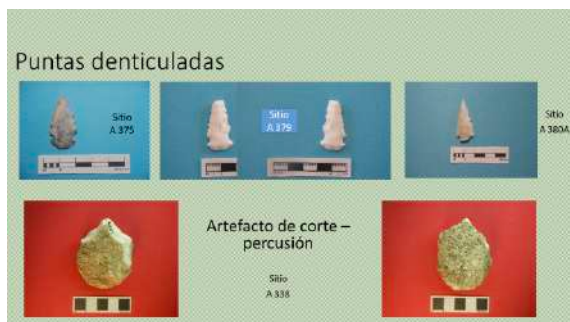 Puntas denticuladas
Sitio
A 375
Sitio
A 379
Sitio
A 380A
Artefacto de corte –
percusión
Sitio
A 338